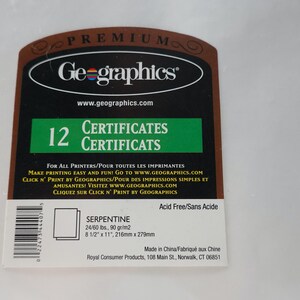 PREMIUM
Geographics®
www.geographics.com
12 CERTIFICATES
CERTIFICATS
FOR ALL PRINTERS/POUR TOUTES LES IMPRIMANTES
MAKE PRINTING EASY AND FUN! GO TO WWW.GEOGRAPHICS.COM
CLICK N' PRINT BY GEOGRAPHICS/POUR DES IMPRESSIONS SIMPLES ET
AMUSANTES! VISITEZ WWW.GEOGRAPHICS.COM
CLIQUEZ SUR CLICK N' PRINT BY GEOGRAPHICS
Acid Free/Sans Acide
SERPENTINE
24/60 lbs., 90 gr/m2
8 1/2" x 11", 216mm x 279mm
Made in China/Fabriqué aux Chine
Royal Consumer Products, 108 Main St., Norwalk, CT 06851